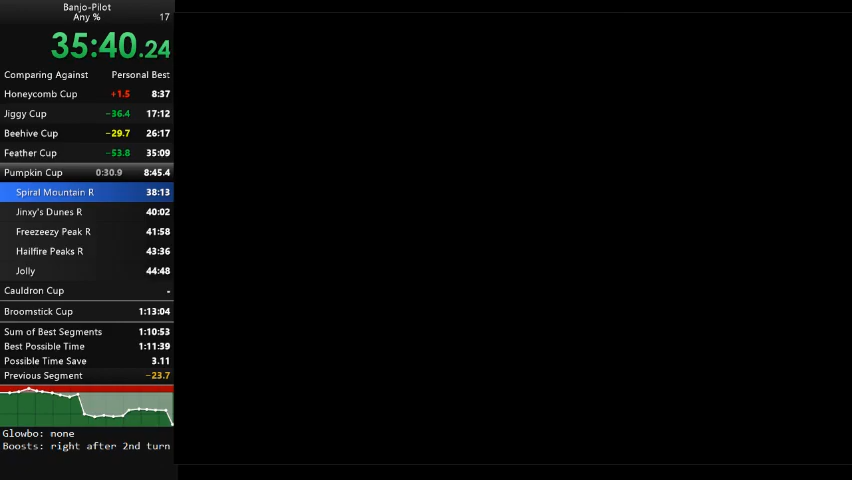 Banjo-Pilot
Any % 17
35:40.24
Comparing Against Personal Best
Honeycomb Cup +1.5 8:37
Jiggy Cup -36.4 17:12
Beehive Cup -29.7 26:17
Feather Cup -53.8 35:09
Pumpkin Cup 0:30.9 8:45.4
Spiral Mountain R 38:13
Jinxy's Dunes R 40:02
Freezeezy Peak R 41:58
Hailfire Peaks R 43:36
Jolly 44:48
Cauldron Cup -
Broomstick Cup 1:13:04
Sum of Best Segments 1:10:53
Best Possible Time 1:11:39
Possible Time Save 3.11
Previous Segment -23.7
Glowbo: none
Boosts: right after 2nd turn